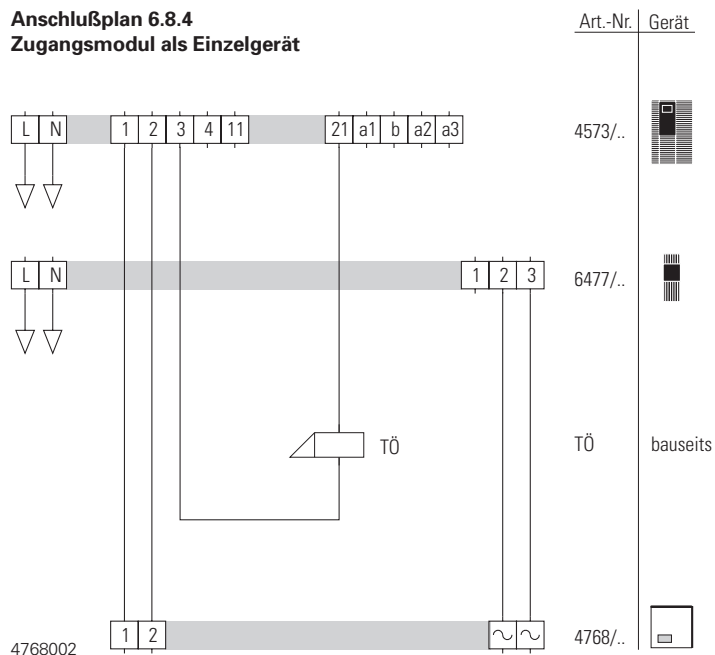 Anschlußplan 6.8.4
Zugangsmodul als Einzelgerät
Art.-Nr. Gerät
L N 1 2 3 4 11 21 a1 b a2 a3 4573/..
L N 1 2 3 6477/..
TÖ TÖ bauseits
1 2 ~ ~ 4768/..
4768002